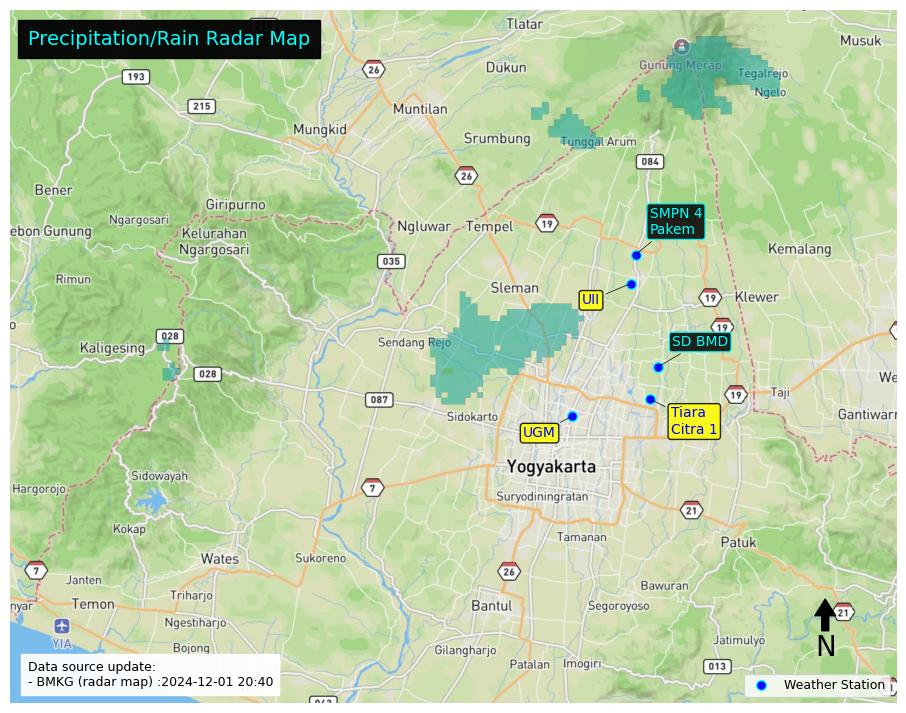 Precipitation/Rain Radar Map
Tlatar
Musuk
193
26
Dukun
Gunung Merapi
Tegalrejo
Ngelo
215
Muntilan
Mungkid
Srumbung
Tunggal Arum
084
26
Bener
Giripurno
Ngargosari
SMPN 4
Pakem
ebon Gunung
Kelurahan
Ngargosari
Ngluwar
Tempel
19
Kemalang
035
Rimun
Sleman
UII
19
Klewer
19
028
Kaligesing
Sendang Rejo
SD BMD
028
087
19
Taji
We
Sidokarto
Tiara
Citra 1
Gantiwarn
UGM
Yogyakarta
Sidowayah
Hargorojo
7
Suryodiningratan
21
Kokap
Tamanan
Patuk
Wates
Sukoreno
7
26
Janten
Bawuran
Triharjo
nyar
Temon
Bantul
Segoroyoso
21
Ngestiharjo
YIA
N
Bojong
Gilangharjo
Jatimulyo
Patalan
Imogiri
013
Data source update:
- BMKG (radar map) :2024-12-01 20:40
Weather Station